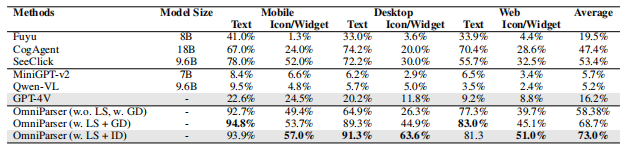 Methods Model Size Mobile Desktop Web Average
Text Icon/Widget Text Icon/Widget Text Icon/Widget
Fuyu 8B 41.0% 1.3% 33.0% 3.6% 33.9% 4.4% 19.5%
CogAgent 18B 67.0% 24.0% 74.2% 20.0% 70.4% 28.6% 47.4%
SeeClick 9.6B 78.0% 52.0% 72.2% 30.0% 55.7% 32.5% 53.4%
MiniGPT-v2 7B 8.4% 6.6% 6.2% 2.9% 6.5% 3.4% 5.7%
Qwen-VL 9.6B 9.5% 4.8% 5.7% 5.0% 3.5% 2.4% 5.2%
GPT-4V - 22.6% 24.5% 20.2% 11.8% 9.2% 8.8% 16.2%
OmniParser (w.o. LS, w. GD) - 92.7% 49.4% 64.9% 26.3% 77.3% 39.7% 58.38%
OmniParser (w. LS + GD) - 94.8% 53.7% 89.3% 44.9% 83.0% 45.1% 68.7%
OmniParser (w. LS + ID) - 93.9% 57.0% 91.3% 63.6% 81.3 51.0% 73.0%